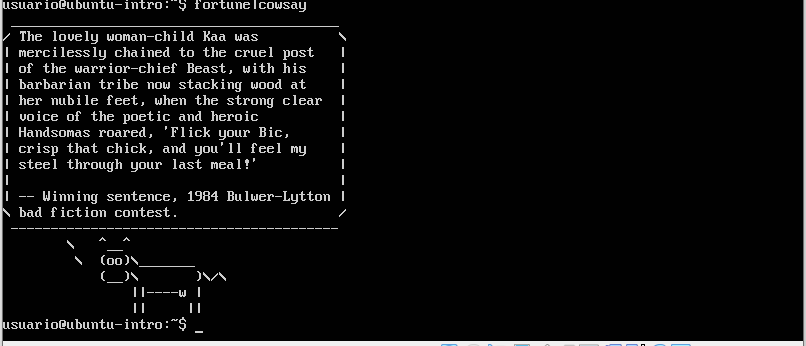 usuario@ubuntu-intro:~$ fortune|cowsay
 _________________________________________
/ The lovely woman-child Kaa was          \
| mercilessly chained to the cruel post   |
| of the warrior-chief Beast, with his    |
| barbarian tribe now stacking wood at    |
| her nubile feet, when the strong clear  |
| voice of the poetic and heroic          |
| Handsomas roared, 'Flick your Bic,      |
| crisp that chick, and you'll feel my    |
| steel through your last meal!'          |
|                                         |
| -- Winning sentence, 1984 Bulwer-Lytton |
\ bad fiction contest.                    /
 -----------------------------------------
        \   ^__^
         \  (oo)\_______
            (__)\       )\/\
                ||----w |
                ||     ||
usuario@ubuntu-intro:~$ _